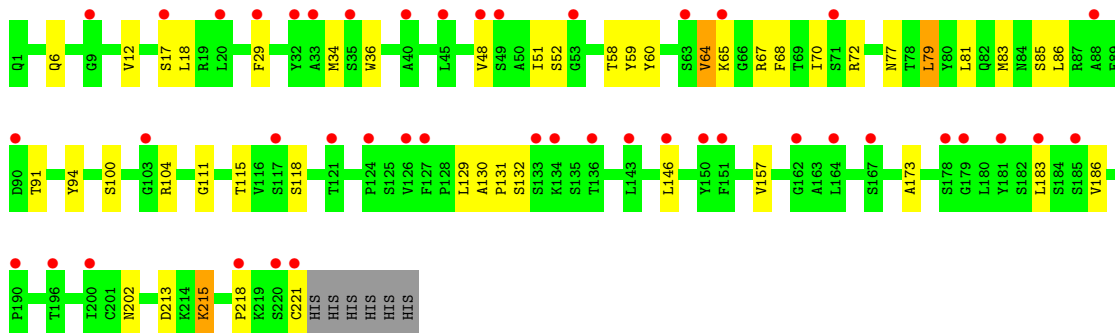 Q1 Q6 G9 V12 S17 L18 R19 L20 F29 Y32 A33 M34 S35 W36 A40 L45 V48 S49 A50 I51 S52 G53 T58 Y59 Y60 S63 V64 K65 G66 R67 F68 T69 I70 S71 R72 N77 T78 L79 Y80 L81 Q82 M83 N84 S85 L86 R87 A88 E89
D90 T91 Y94 S100 G103 R104 G111 T115 V116 S117 S118 T121 P124 S125 V126 F127 P128 L129 A130 P131 S132 S133 K134 S135 T136 L143 L146 Y150 F151 V157 G162 A163 L164 S167 A173 S178 G179 L180 Y181 S182 L183 S184 S185 V186
P190 T196 I200 C201 N202 D213 K214 K215 P218 K219 S220 C221 HIS HIS HIS HIS HIS HIS